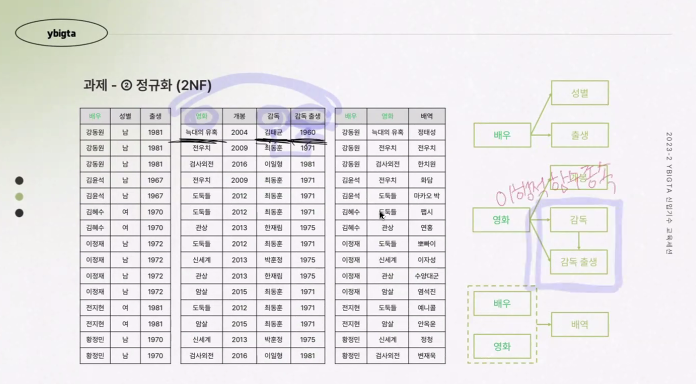 ybigta
과제 - ② 정규화 (2NF)
배우 성별 출생 영화 개봉 감독 감독 출생 배우 영화 배역
강동원 남 1981 늑대의 유혹 2004 김태균 1960 강동원 늑대의 유혹 정태성
강동원 남 1981 전우치 2009 최동훈 1971 강동원 전우치 전우치
강동원 남 1981 검사외전 2016 이일형 1981 강동원 검사외전 한치원
김윤석 남 1967 전우치 2009 최동훈 1971 김윤석 전우치 화담
김윤석 남 1967 도둑들 2012 최동훈 1971 김윤석 도둑들 마카오 박
김혜수 여 1970 도둑들 2012 최동훈 1971 김혜수 도둑들 팹시
김혜수 여 1970 관상 2013 한재림 1975 김혜수 관상 연홍
이정재 남 1972 도둑들 2012 최동훈 1971 이정재 도둑들 뽀빠이
이정재 남 1972 신세계 2013 박훈정 1975 이정재 신세계 이자성
이정재 남 1972 관상 2013 한재림 1975 이정재 관상 수양대군
이정재 남 1972 암살 2015 최동훈 1971 이정재 암살 염석진
전지현 여 1981 도둑들 2012 최동훈 1971 전지현 도둑들 예니콜
전지현 여 1981 암살 2015 최동훈 1971 전지현 암살 안옥윤
황정민 남 1970 신세계 2013 박훈정 1975 황정민 신세계 정청
황정민 남 1970 검사외전 2016 이일형 1981 황정민 검사외전 변재욱
성별
배우
출생
이행적 함수 종속
영화
감독
감독 출생
배우
배역
영화
2023-2 YBIGTA 신입기수 교육세션